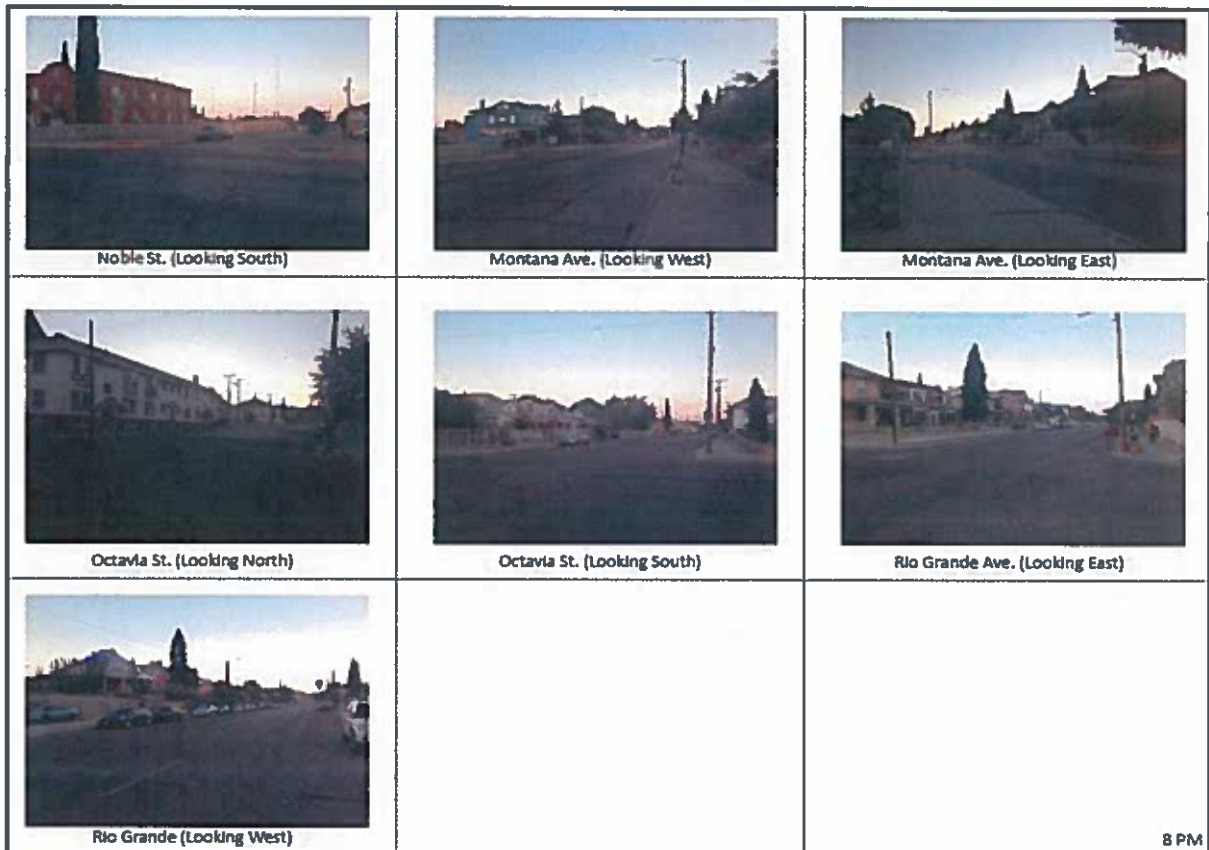 Noble St. (Looking South)
Montana Ave. (Looking West)
Montana Ave. (Looking East)
Octavia St. (Looking North)
Octavia St. (Looking South)
Rio Grande Ave. (Looking East)
Rio Grande (Looking West)
8 PM